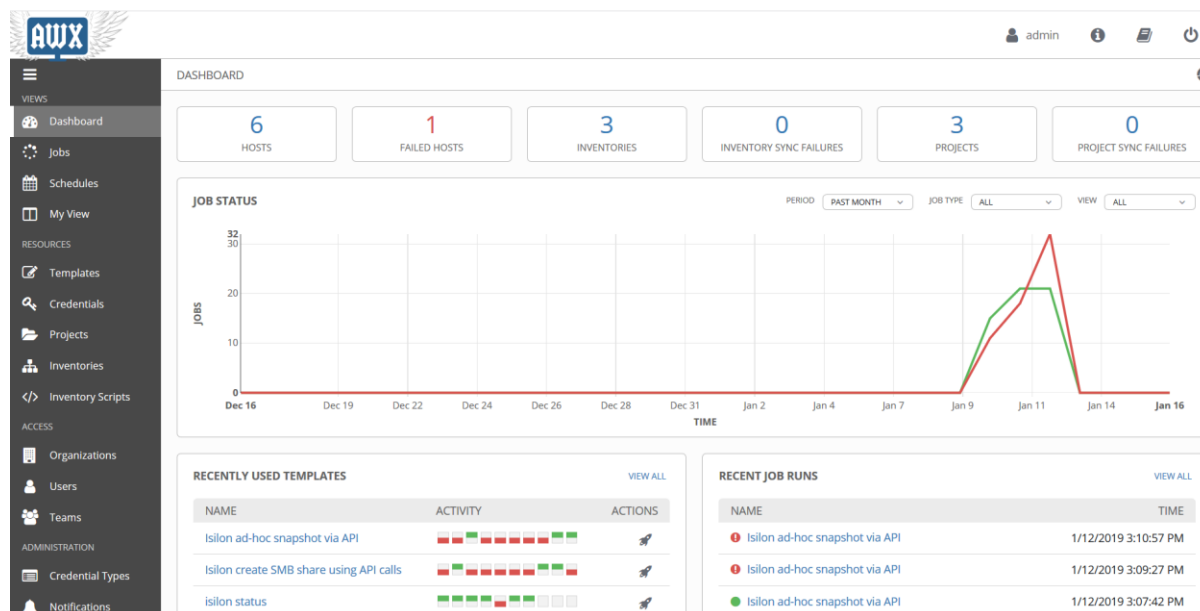 AWX
admin
VIEWS
Dashboard
Jobs
Schedules
My View
RESOURCES
Templates
Credentials
Projects
Inventories
Inventory Scripts
ACCESS
Organizations
Users
Teams
ADMINISTRATION
Credential Types
Notifications
DASHBOARD
6
HOSTS
1
FAILED HOSTS
3
INVENTORIES
0
INVENTORY SYNC FAILURES
3
PROJECTS
0
PROJECT SYNC FAILURES
JOB STATUS
PERIOD PAST MONTH JOB TYPE ALL VIEW ALL
32
30
20
10
0
JOBS
Dec 16 Dec 19 Dec 22 Dec 24 Dec 26 Dec 28 Dec 31 Jan 2 Jan 4 Jan 7 Jan 9 Jan 11 Jan 14 Jan 16
TIME
RECENTLY USED TEMPLATES VIEW ALL
NAME ACTIVITY ACTIONS
Isilon ad-hoc snapshot via API
Isilon create SMB share using API calls
isilon status
RECENT JOB RUNS VIEW ALL
NAME TIME
Isilon ad-hoc snapshot via API 1/12/2019 3:10:57 PM
Isilon ad-hoc snapshot via API 1/12/2019 3:09:27 PM
Isilon ad-hoc snapshot via API 1/12/2019 3:07:42 PM